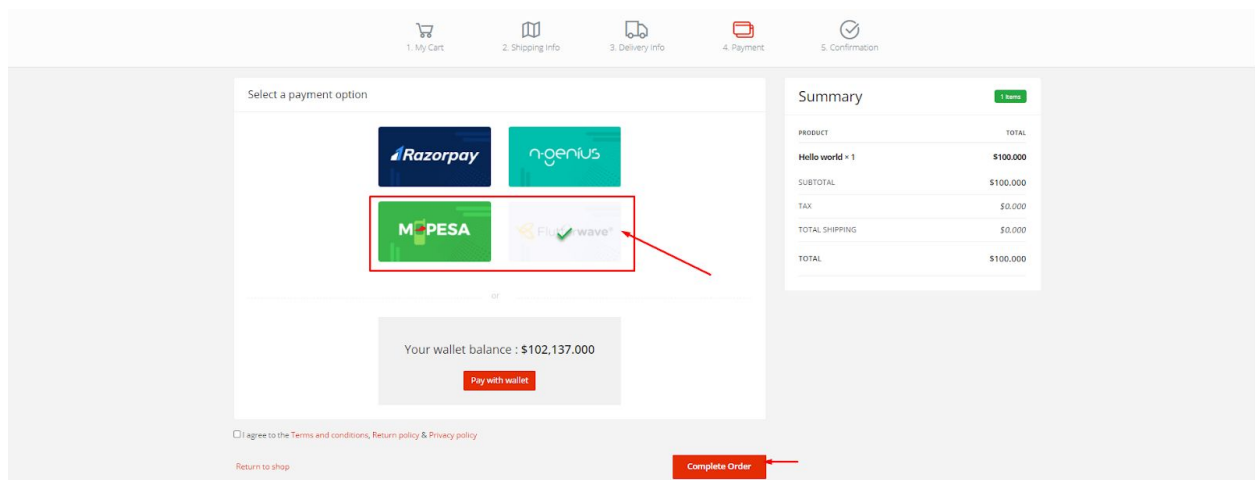 1. My Cart
2. Shipping info
3. Delivery info
4. Payment
5. Confirmation
Select a payment option
Razorpay
n-genius
M-PESA
Flutterwave
or
Your wallet balance : $102,137.000
Pay with wallet
I agree to the Terms and conditions, Return policy & Privacy policy
Return to shop
Complete Order
Summary
1 Items
PRODUCT TOTAL
Hello world × 1 $100.000
SUBTOTAL $100.000
TAX $0.000
TOTAL SHIPPING $0.000
TOTAL $100.000